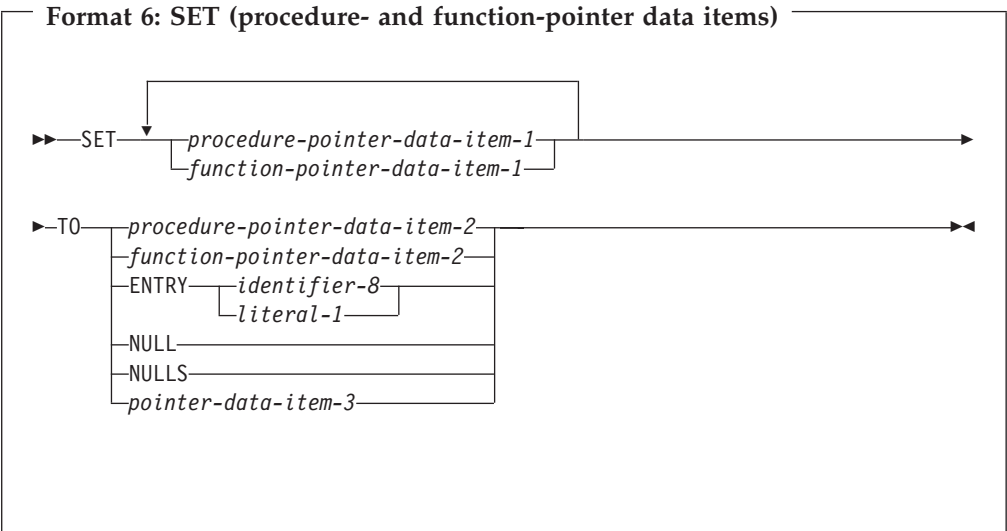 Format 6: SET (procedure- and function-pointer data items)
SET procedure-pointer-data-item-1
function-pointer-data-item-1
TO procedure-pointer-data-item-2
function-pointer-data-item-2
ENTRY identifier-8
literal-1
NULL
NULLS
pointer-data-item-3